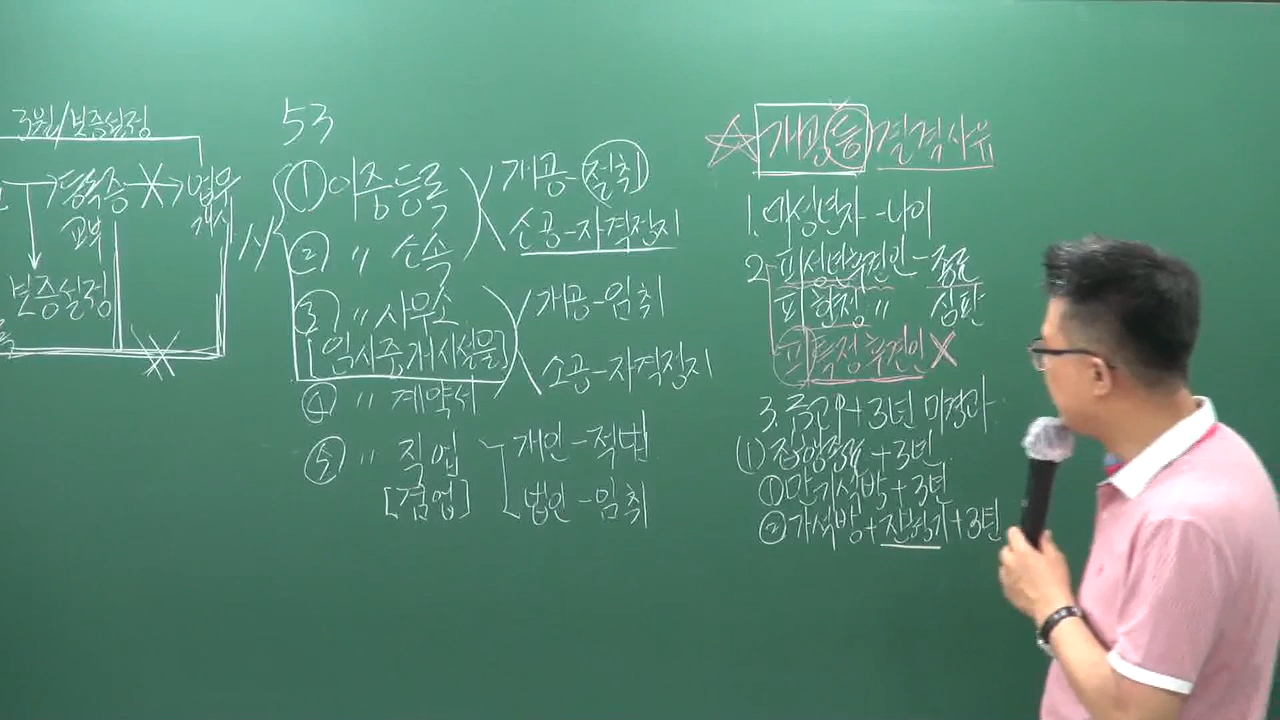 3월/보증설정
등록증 업무
교부 개시
보증설정
53
① 이중등록
② 〃 소속
③ 〃 사무소
[임시중개시설물]
④ 〃 계약서
⑤ 〃 직업
[겸업]
개공-절취
소공-자격정지
개공-임취
소공-자격정지
개인-적법
법인-임취
☆ 개공(등) 결격사유
1. 미성년자-나이
2. 피성년후견인-종료
피한정 〃 심판
피특정후견인 X
3. 금고↑+3년 미경과
(1) 집행종료+3년
① 만기석방+3년
② 가석방+잔형기+3년